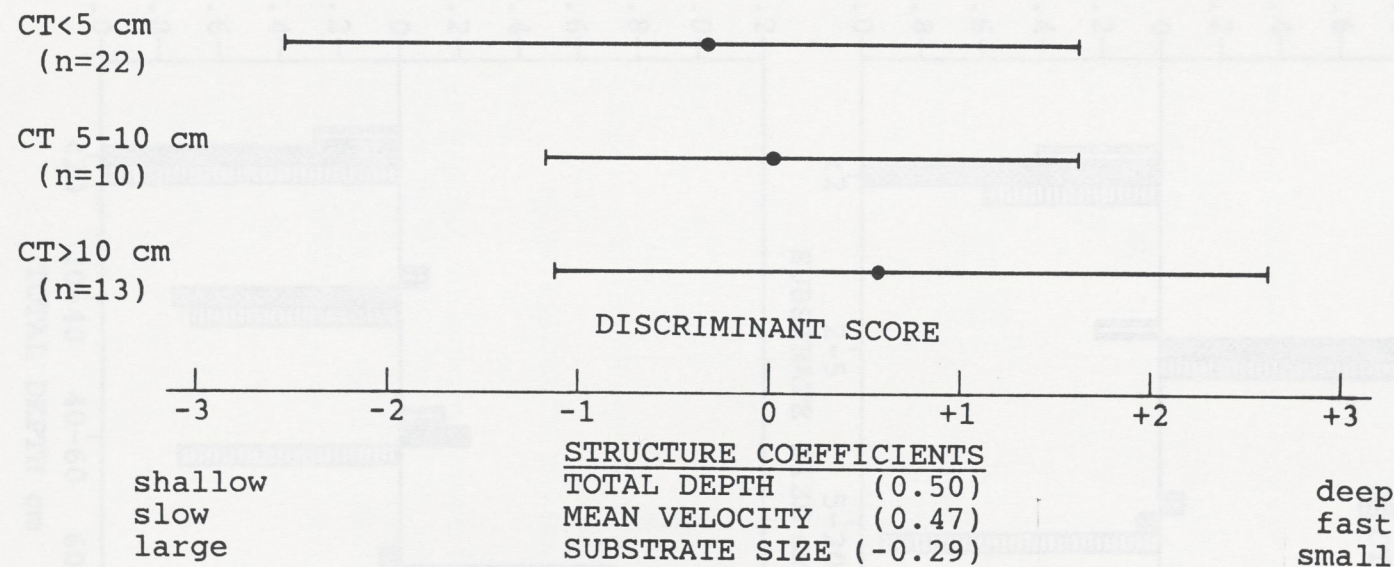 CT<5 cm
(n=22)
CT 5-10 cm
(n=10)
CT>10 cm
(n=13)
DISCRIMINANT SCORE
-3 -2 -1 0 +1 +2 +3
STRUCTURE COEFFICIENTS
shallow TOTAL DEPTH (0.50) deep
slow MEAN VELOCITY (0.47) fast
large SUBSTRATE SIZE (-0.29) small